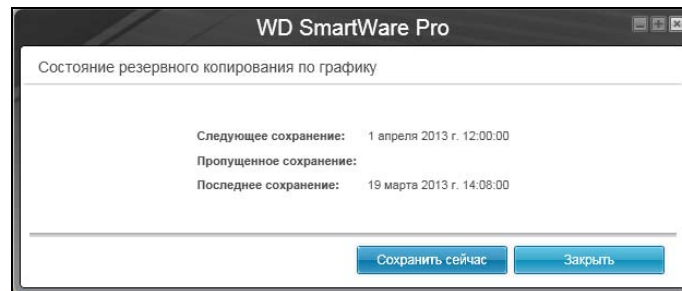 WD SmartWare Pro
Состояние резервного копирования по графику
Следующее сохранение: 1 апреля 2013 г. 12:00:00
Пропущенное сохранение:
Последнее сохранение: 19 марта 2013 г. 14:08:00
Сохранить сейчас Закрыть